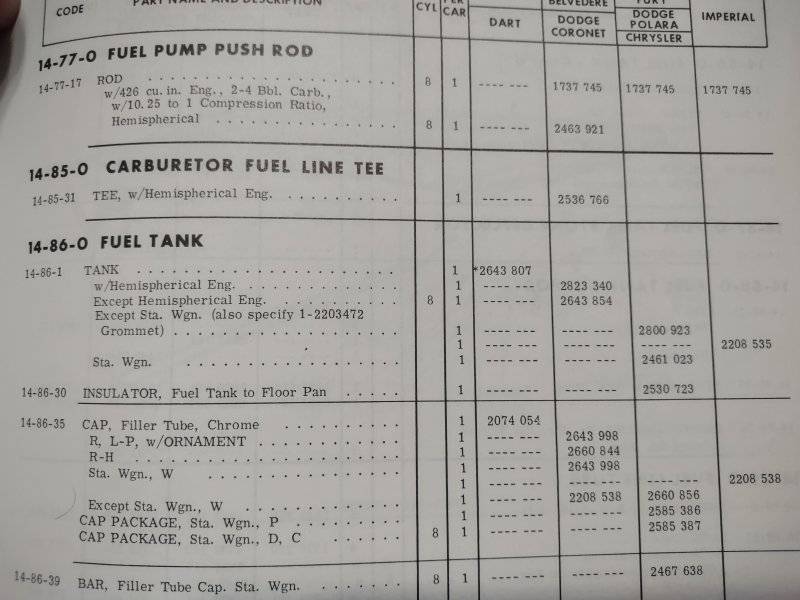 CODE PART NAME AND DESCRIPTION CYL PER CAR DART BELVEDERE DODGE CORONET FURY DODGE POLARA CHRYSLER IMPERIAL
14-77-0 FUEL PUMP PUSH ROD
14-77-17 ROD . . . . . . . . . . . . . . . . . . . . . . 8 1 ---- --- 1737 745 1737 745 1737 745
w/426 cu. in. Eng., 2-4 Bbl. Carb.,
w/10.25 to 1 Compression Ratio,
Hemispherical . . . . . . . . . . . . . . . . 8 1 ---- --- 2463 921
14-85-0 CARBURETOR FUEL LINE TEE
14-85-31 TEE, w/Hemispherical Eng. . . . . . . . . . . 1 ---- --- 2536 766
14-86-0 FUEL TANK
14-86-1 TANK . . . . . . . . . . . . . . . . . . . . . . 1 *2643 807
w/Hemispherical Eng. . . . . . . . . . . . . 1 ---- --- 2823 340
Except Hemispherical Eng. . . . . . . . . . . 8 1 ---- --- 2643 854
Except Sta. Wgn. (also specify 1-2203472
Grommet) . . . . . . . . . . . . . . . . . . . 1 ---- --- ---- --- 2800 923
1 ---- --- ---- --- ---- --- 2208 535
Sta. Wgn. . . . . . . . . . . . . . . . . . . 1 ---- --- ---- --- 2461 023
14-86-30 INSULATOR, Fuel Tank to Floor Pan . . . . . 1 ---- --- ---- --- 2530 723
14-86-35 CAP, Filler Tube, Chrome . . . . . . . . . . 1 2074 054
R, L-P, w/ORNAMENT . . . . . . . . . . . . 1 ---- --- 2643 998
R-H . . . . . . . . . . . . . . . . . . . . . 1 ---- --- 2660 844
Sta. Wgn., W . . . . . . . . . . . . . . . . 1 ---- --- 2643 998
1 ---- --- ---- --- ---- --- 2208 538
Except Sta. Wgn., W . . . . . . . . . . . . . 1 ---- --- 2208 538 2660 856
CAP PACKAGE, Sta. Wgn., P . . . . . . . . . 1 ---- --- ---- --- 2585 386
CAP PACKAGE, Sta. Wgn., D, C . . . . . . 8 1 ---- --- ---- --- 2585 387
14-86-39 BAR, Filler Tube Cap. Sta. Wgn. . . . . . . . 8 1 ---- --- ---- --- 2467 638